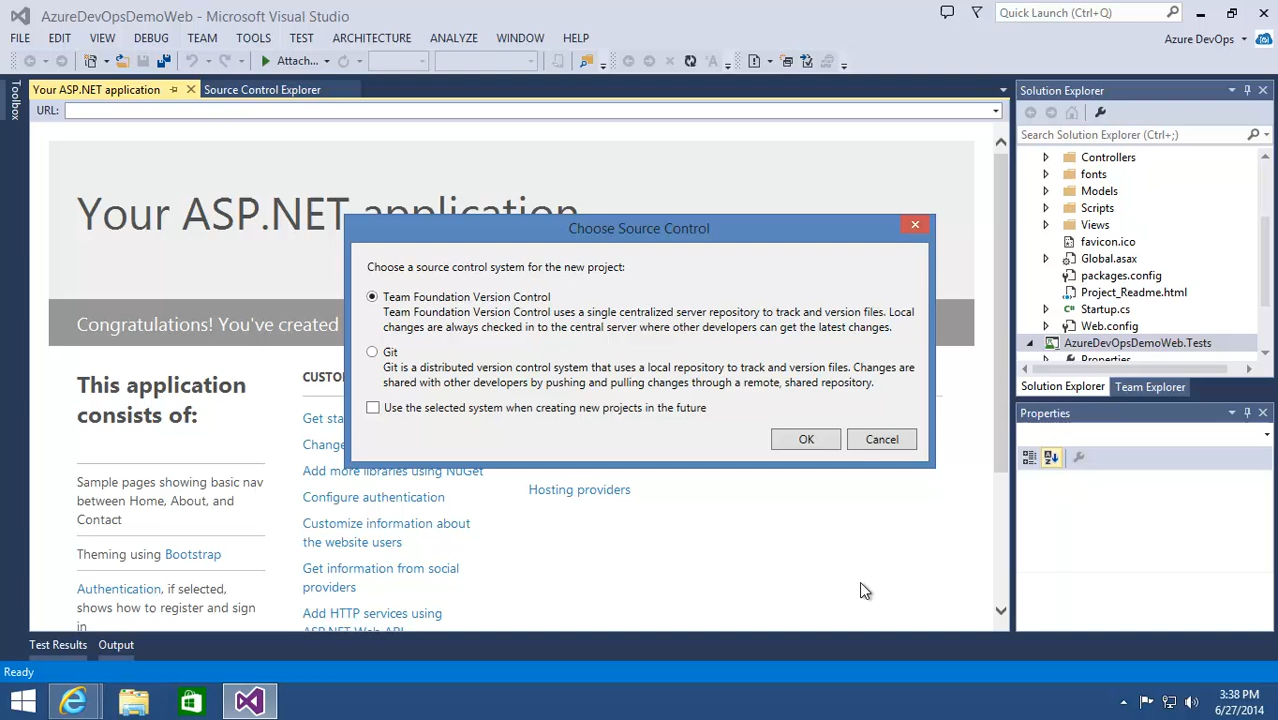 AzureDevOpsDemoWeb - Microsoft Visual Studio
Quick Launch (Ctrl+Q)
FILE EDIT VIEW DEBUG TEAM TOOLS TEST ARCHITECTURE ANALYZE WINDOW HELP
Azure DevOps
Attach...
Toolbox
Your ASP.NET application
Source Control Explorer
URL:
Your ASP.NET application
Congratulations! You've created
This application
consists of:
Sample pages showing basic nav
between Home, About, and
Contact
Theming using Bootstrap
Authentication, if selected,
shows how to register and sign
in
CUSTO
Get sta
Change
Add more libraries using NuGet
Configure authentication
Customize information about
the website users
Get information from social
providers
Add HTTP services using
ASP.NET Web API
Hosting providers
Choose Source Control
Choose a source control system for the new project:
Team Foundation Version Control
Team Foundation Version Control uses a single centralized server repository to track and version files. Local
changes are always checked in to the central server where other developers can get the latest changes.
Git
Git is a distributed version control system that uses a local repository to track and version files. Changes are
shared with other developers by pushing and pulling changes through a remote, shared repository.
Use the selected system when creating new projects in the future
OK
Cancel
Solution Explorer
Search Solution Explorer (Ctrl+;)
Controllers
fonts
Models
Scripts
Views
favicon.ico
Global.asax
packages.config
Project_Readme.html
Startup.cs
Web.config
AzureDevOpsDemoWeb.Tests
Properties
Solution Explorer
Team Explorer
Properties
Test Results
Output
Ready
3:38 PM
6/27/2014